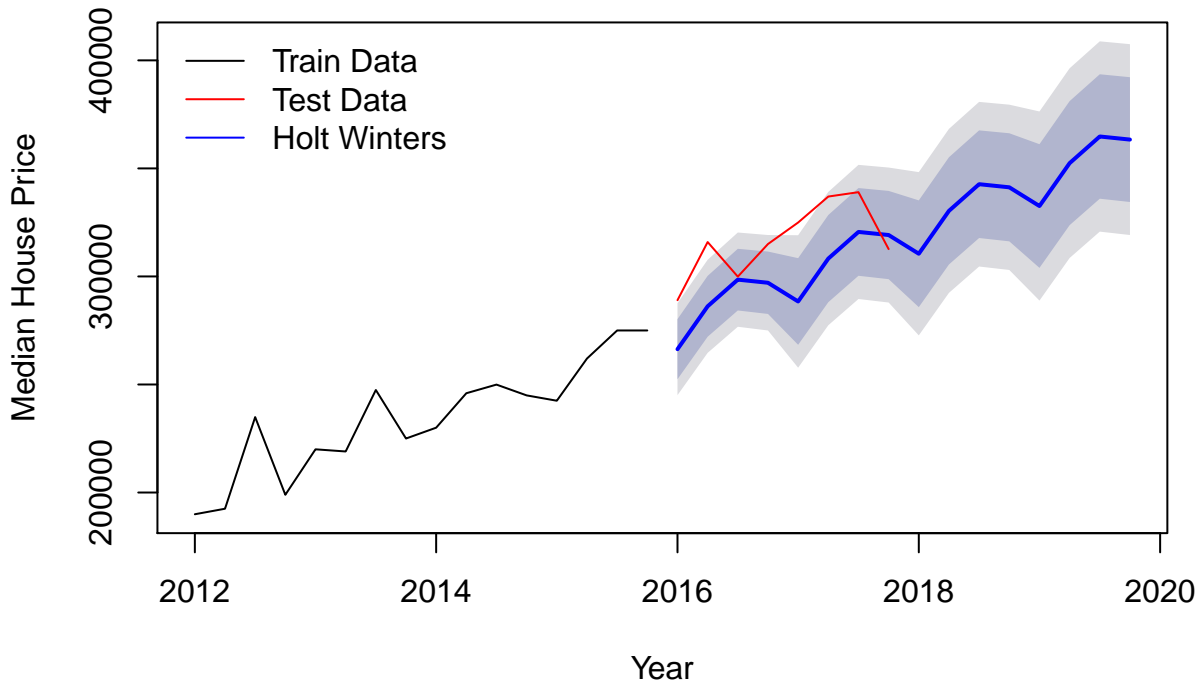 Train Data
Test Data
Holt Winters
Median House Price
400000
300000
200000
2012 2014 2016 2018 2020
Year